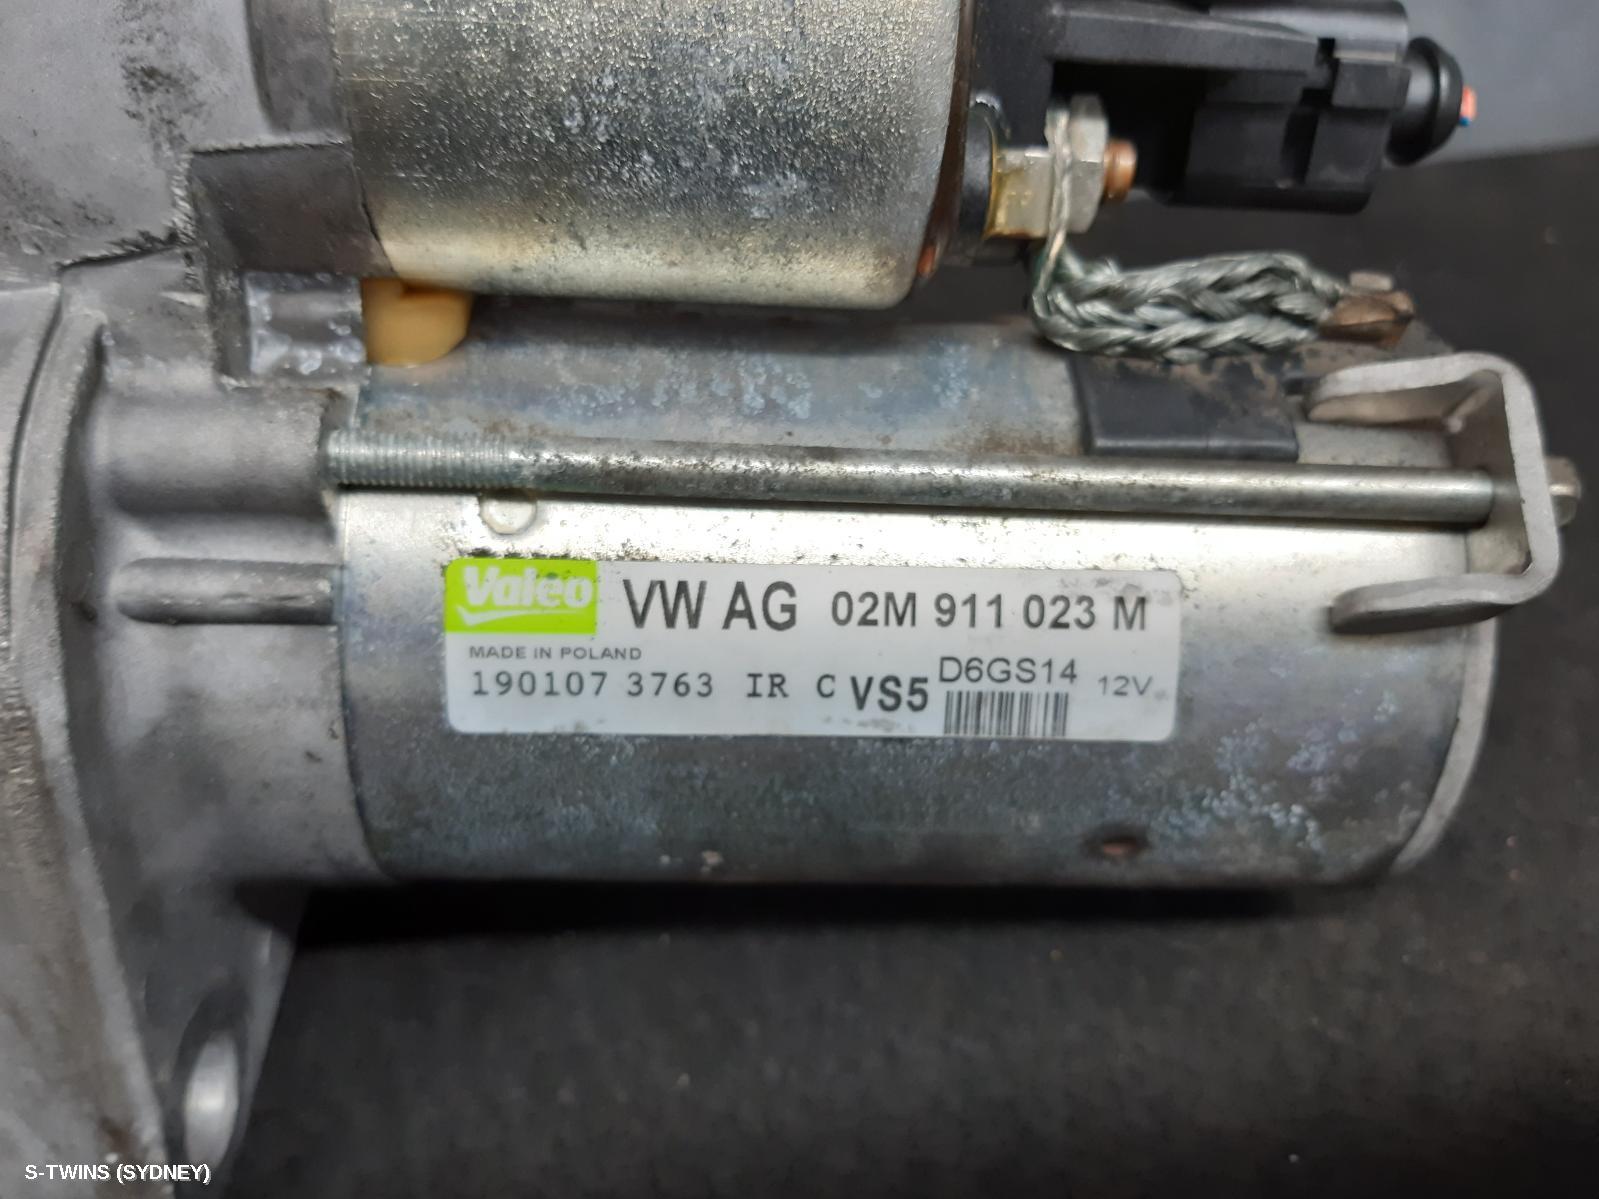 Valeo VW AG 02M 911 023 M
MADE IN POLAND
190107 3763 IR C VS5 D6GS14 12V
S-TWINS (SYDNEY)